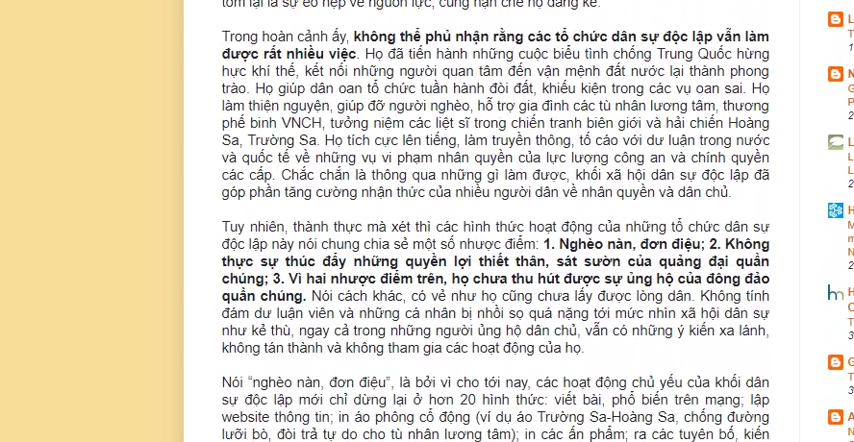 tóm lại là sự eo hẹp về nguồn lực, cũng hạn chế họ đáng kể.
Trong hoàn cảnh ấy, không thể phủ nhận rằng các tổ chức dân sự độc lập vẫn làm
được rất nhiều việc. Họ đã tiến hành những cuộc biểu tình chống Trung Quốc hừng
hực khí thế, kết nối những người quan tâm đến vận mệnh đất nước lại thành phong
trào. Họ giúp dân oan tổ chức tuần hành đòi đất, khiếu kiện trong các vụ oan sai. Họ
làm thiện nguyện, giúp đỡ người nghèo, hỗ trợ gia đình các tù nhân lương tâm, thương
phế binh VNCH, tưởng niệm các liệt sĩ trong chiến tranh biên giới và hải chiến Hoàng
Sa, Trường Sa. Họ tích cực lên tiếng, làm truyền thông, tố cáo với dư luận trong nước
và quốc tế về những vụ vi phạm nhân quyền của lực lượng công an và chính quyền
các cấp. Chắc chắn là thông qua những gì làm được, khối xã hội dân sự độc lập đã
góp phần tăng cường nhận thức của nhiều người dân về nhân quyền và dân chủ.
Tuy nhiên, thành thực mà xét thì các hình thức hoạt động của những tổ chức dân sự
độc lập này nói chung chia sẻ một số nhược điểm: 1. Nghèo nàn, đơn điệu; 2. Không
thực sự thúc đẩy những quyền lợi thiết thân, sát sườn của quảng đại quần
chúng; 3. Vì hai nhược điểm trên, họ chưa thu hút được sự ủng hộ của đông đảo
quần chúng. Nói cách khác, có vẻ như họ cũng chưa lấy được lòng dân. Không tính
đám dư luận viên và những cá nhân bị nhồi sọ quá nặng tới mức nhìn xã hội dân sự
như kẻ thù, ngay cả trong những người ủng hộ dân chủ, vẫn có những ý kiến xa lánh,
không tán thành và không tham gia các hoạt động của họ.
Nói “nghèo nàn, đơn điệu”, là bởi vì cho tới nay, các hoạt động chủ yếu của khối dân
sự độc lập mới chỉ dừng lại ở hơn 20 hình thức: viết bài, phổ biến trên mạng; lập
website thông tin; in áo phông cổ động (ví dụ áo Trường Sa-Hoàng Sa, chống đường
lưỡi bò, đòi trả tự do cho tù nhân lương tâm); in các ấn phẩm; ra các tuyên bố, kiến